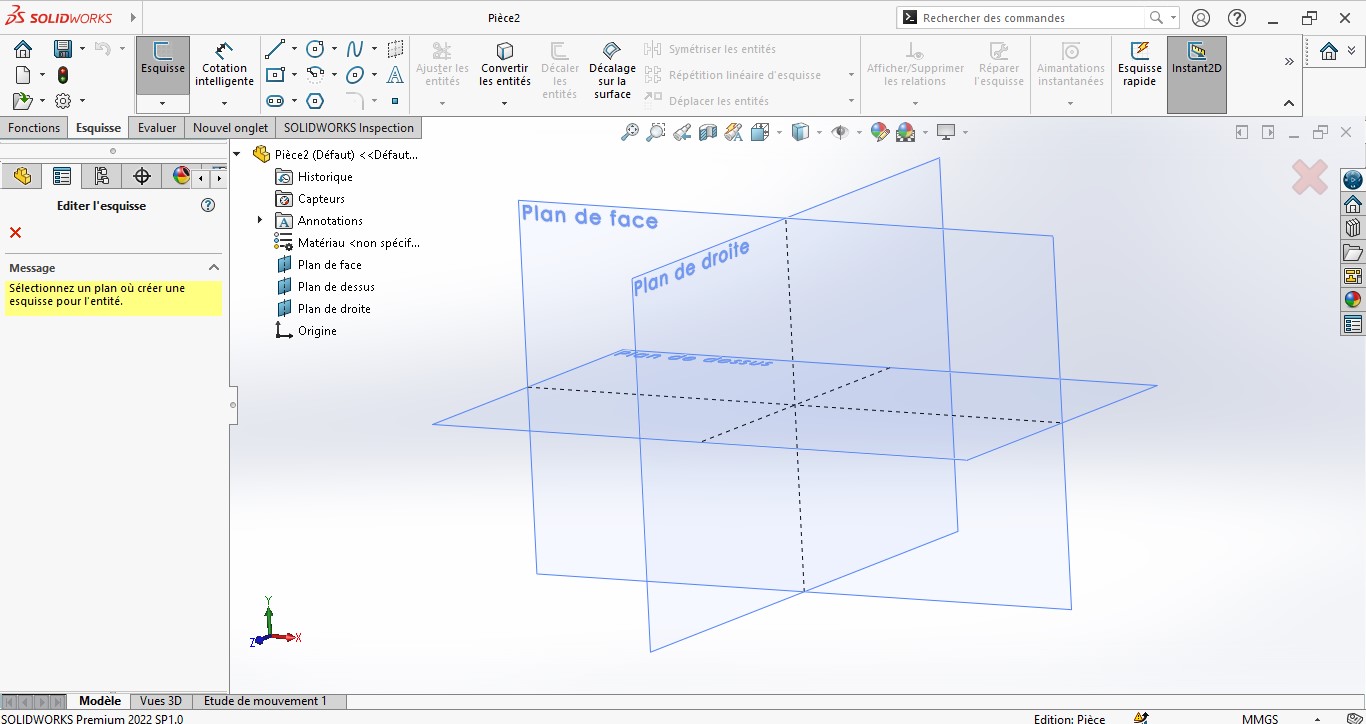 SOLIDWORKS
Pièce2
Rechercher des commandes
Esquisse
Cotation intelligente
Ajuster les entités
Convertir les entités
Décaler les entités
Décalage sur la surface
Symétriser les entités
Répétition linéaire d'esquisse
Déplacer les entités
Afficher/Supprimer les relations
Réparer l'esquisse
Aimantations instantanées
Esquisse rapide
Instant2D
Fonctions
Esquisse
Evaluer
Nouvel onglet
SOLIDWORKS Inspection
Editer l'esquisse
Message
Sélectionnez un plan où créer une
esquisse pour l'entité.
Pièce2 (Défaut) <<Défaut...
Historique
Capteurs
Annotations
Matériau <non spécif...
Plan de face
Plan de dessus
Plan de droite
Origine
Plan de face
Plan de droite
Plan de dessus
Y
X
Z
Modèle
Vues 3D
Etude de mouvement 1
SOLIDWORKS Premium 2022 SP1.0
Edition: Pièce
MMGS